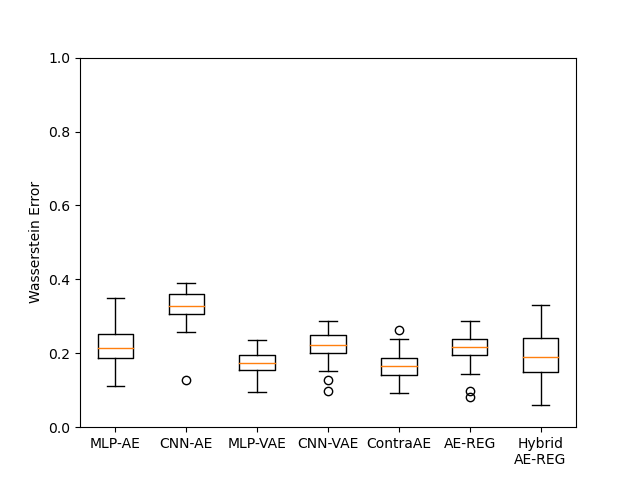 1.0
0.8
0.6
0.4
0.2
0.0
Wasserstein Error
MLP-AE CNN-AE MLP-VAE CNN-VAE ContraAE AE-REG Hybrid
AE-REG